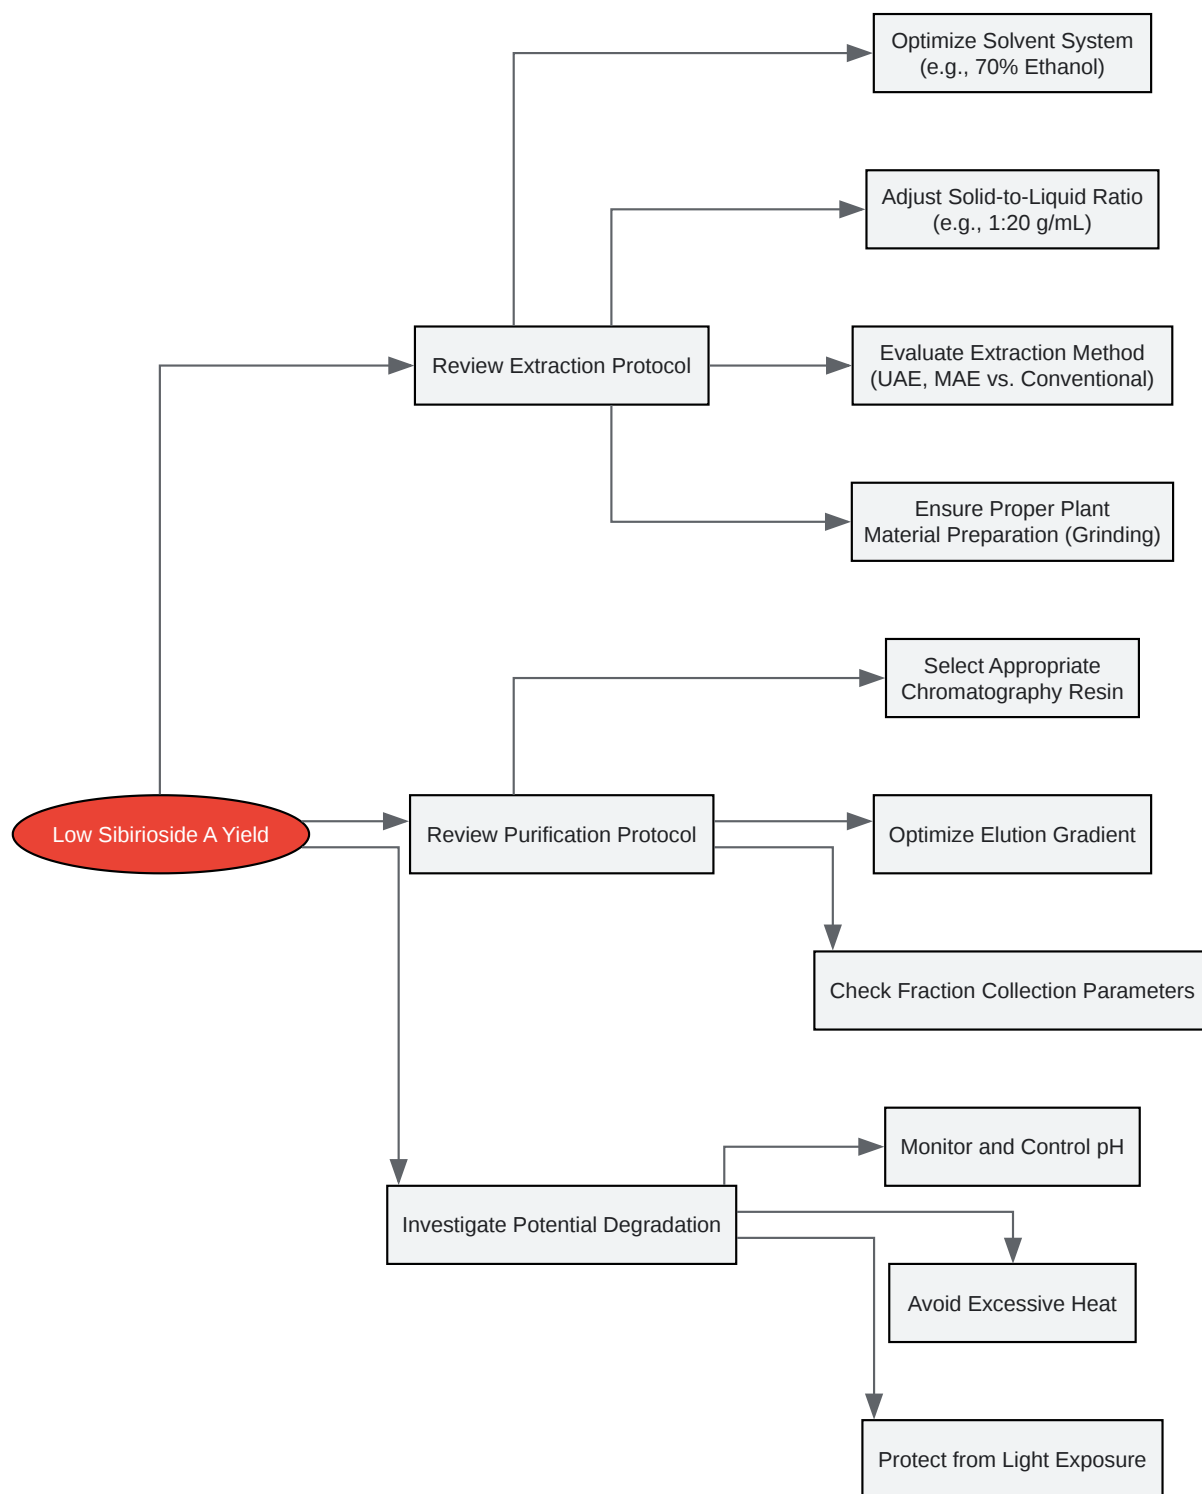 Optimize Solvent System
(e.g., 70% Ethanol)
Adjust Solid-to-Liquid Ratio
(e.g., 1:20 g/mL)
Review Extraction Protocol
Evaluate Extraction Method
(UAE, MAE vs. Conventional)
Ensure Proper Plant
Material Preparation (Grinding)
Select Appropriate
Chromatography Resin
Low Sibirioside A Yield
Review Purification Protocol
Optimize Elution Gradient
Check Fraction Collection Parameters
Monitor and Control pH
Investigate Potential Degradation
Avoid Excessive Heat
Protect from Light Exposure